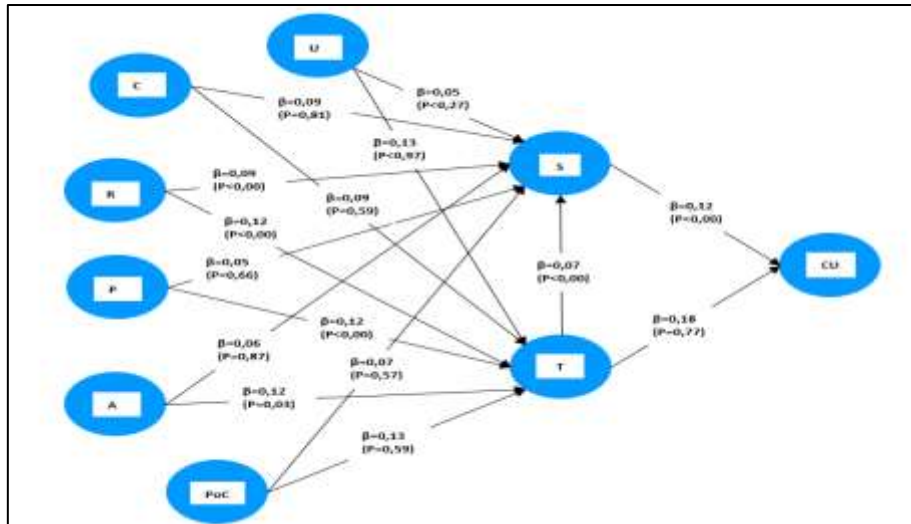 U
C
β=0,05
(P<0,27)
β=0,09
(P=0,81)
β=0,13
(P<0,97)
S
β=0,09
(P<0,00)
R
β=0,09
(P=0,59)
β=0,12
(P<0,00)
β=0,12
(P<0,00)
β=0,05
(P=0,66)
β=0,07
(P<0,00)
CU
P
β=0,12
(P<0,00)
β=0,18
(P=0,77)
β=0,06
(P=0,87)
β=0,07
(P=0,57)
T
A
β=0,12
(P=0,03)
β=0,13
(P=0,59)
PoC